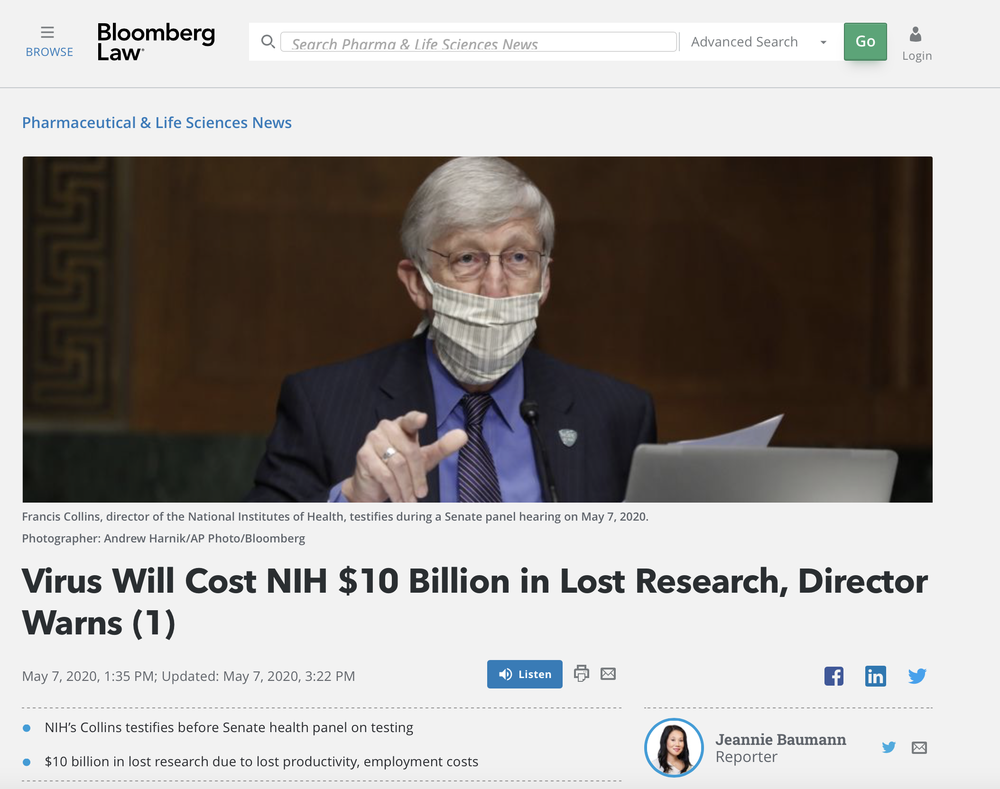 BROWSE
Bloomberg
Law®
Search Pharma & Life Sciences News
Advanced Search
Go
Login
Pharmaceutical & Life Sciences News
Francis Collins, director of the National Institutes of Health, testifies during a Senate panel hearing on May 7, 2020.
Photographer: Andrew Harnik/AP Photo/Bloomberg
Virus Will Cost NIH $10 Billion in Lost Research, Director
Warns (1)
May 7, 2020, 1:35 PM; Updated: May 7, 2020, 3:22 PM
Listen
NIH’s Collins testifies before Senate health panel on testing
$10 billion in lost research due to lost productivity, employment costs
Jeannie Baumann
Reporter